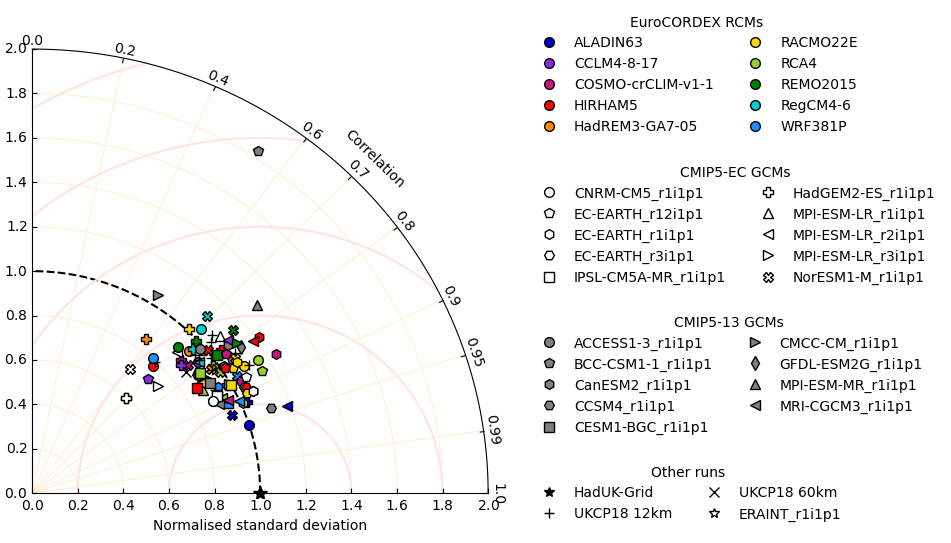 EuroCORDEX RCMs
ALADIN63
RACMO22E
CCLM4-8-17
RCA4
COSMO-crCLIM-v1-1
REMO2015
HIRHAM5
RegCM4-6
HadREM3-GA7-05
WRF381P
CMIP5-EC GCMs
CNRM-CM5_r1i1p1
HadGEM2-ES_r1i1p1
EC-EARTH_r12i1p1
MPI-ESM-LR_r1i1p1
EC-EARTH_r1i1p1
MPI-ESM-LR_r2i1p1
EC-EARTH_r3i1p1
MPI-ESM-LR_r3i1p1
IPSL-CM5A-MR_r1i1p1
NorESM1-M_r1i1p1
CMIP5-13 GCMs
ACCESS1-3_r1i1p1
CMCC-CM_r1i1p1
BCC-CSM1-1_r1i1p1
GFDL-ESM2G_r1i1p1
CanESM2_r1i1p1
MPI-ESM-MR_r1i1p1
CCSM4_r1i1p1
MRI-CGCM3_r1i1p1
CESM1-BGC_r1i1p1
Other runs
HadUK-Grid
UKCP18 60km
UKCP18 12km
ERAINT_r1i1p1
0.0
0.2
0.4
0.6
0.7
0.8
0.9
0.95
0.99
1.0
Correlation
2.0
1.8
1.6
1.4
1.2
1.0
0.8
0.6
0.4
0.2
0.0
0.0 0.2 0.4 0.6 0.8 1.0 1.2 1.4 1.6 1.8 2.0
Normalised standard deviation